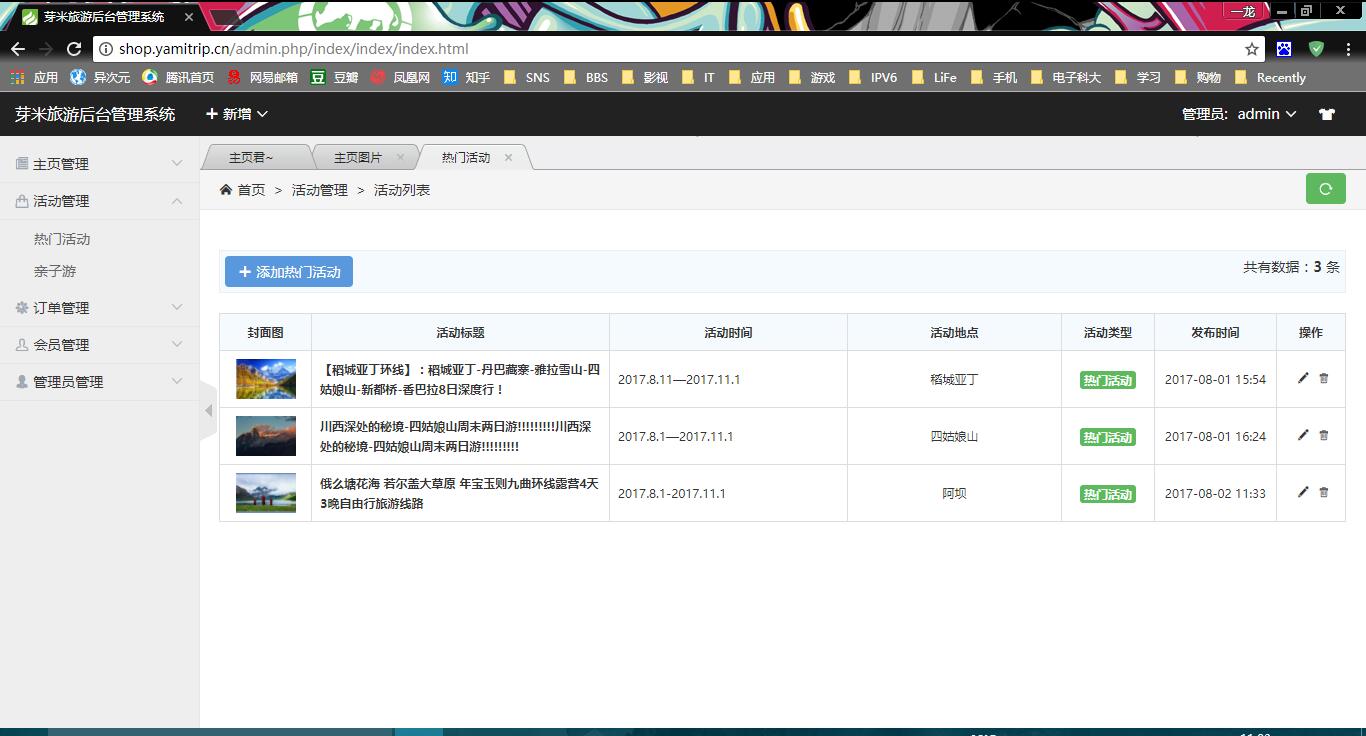 芽米旅游后台管理系统
一龙
shop.yamitrip.cn/admin.php/index/index/index.html
应用 异次元 腾讯首页 网易邮箱 豆瓣 凤凰网 知乎 SNS BBS 影视 IT 应用 游戏 IPV6 LiFe 手机 电子科大 学习 购物 Recently
芽米旅游后台管理系统 新增 管理员: admin
主页管理
活动管理
热门活动
亲子游
订单管理
会员管理
管理员管理
主页君~ 主页图片 热门活动
首页 > 活动管理 > 活动列表
添加热门活动 共有数据：3 条
封面图 活动标题 活动时间 活动地点 活动类型 发布时间 操作
【稻城亚丁环线】：稻城亚丁-丹巴藏寨-雅拉雪山-四
姑娘山-新都桥-香巴拉8日深度行！
2017.8.11—2017.11.1 稻城亚丁 热门活动 2017-08-01 15:54
川西深处的秘境-四姑娘山周末两日游!!!!!!!!!川西深
处的秘境-四姑娘山周末两日游!!!!!!!!!
2017.8.1—2017.11.1 四姑娘山 热门活动 2017-08-01 16:24
俄么塘花海 若尔盖大草原 年宝玉则九曲环线露营4天
3晚自由行旅游线路
2017.8.1-2017.11.1 阿坝 热门活动 2017-08-02 11:33